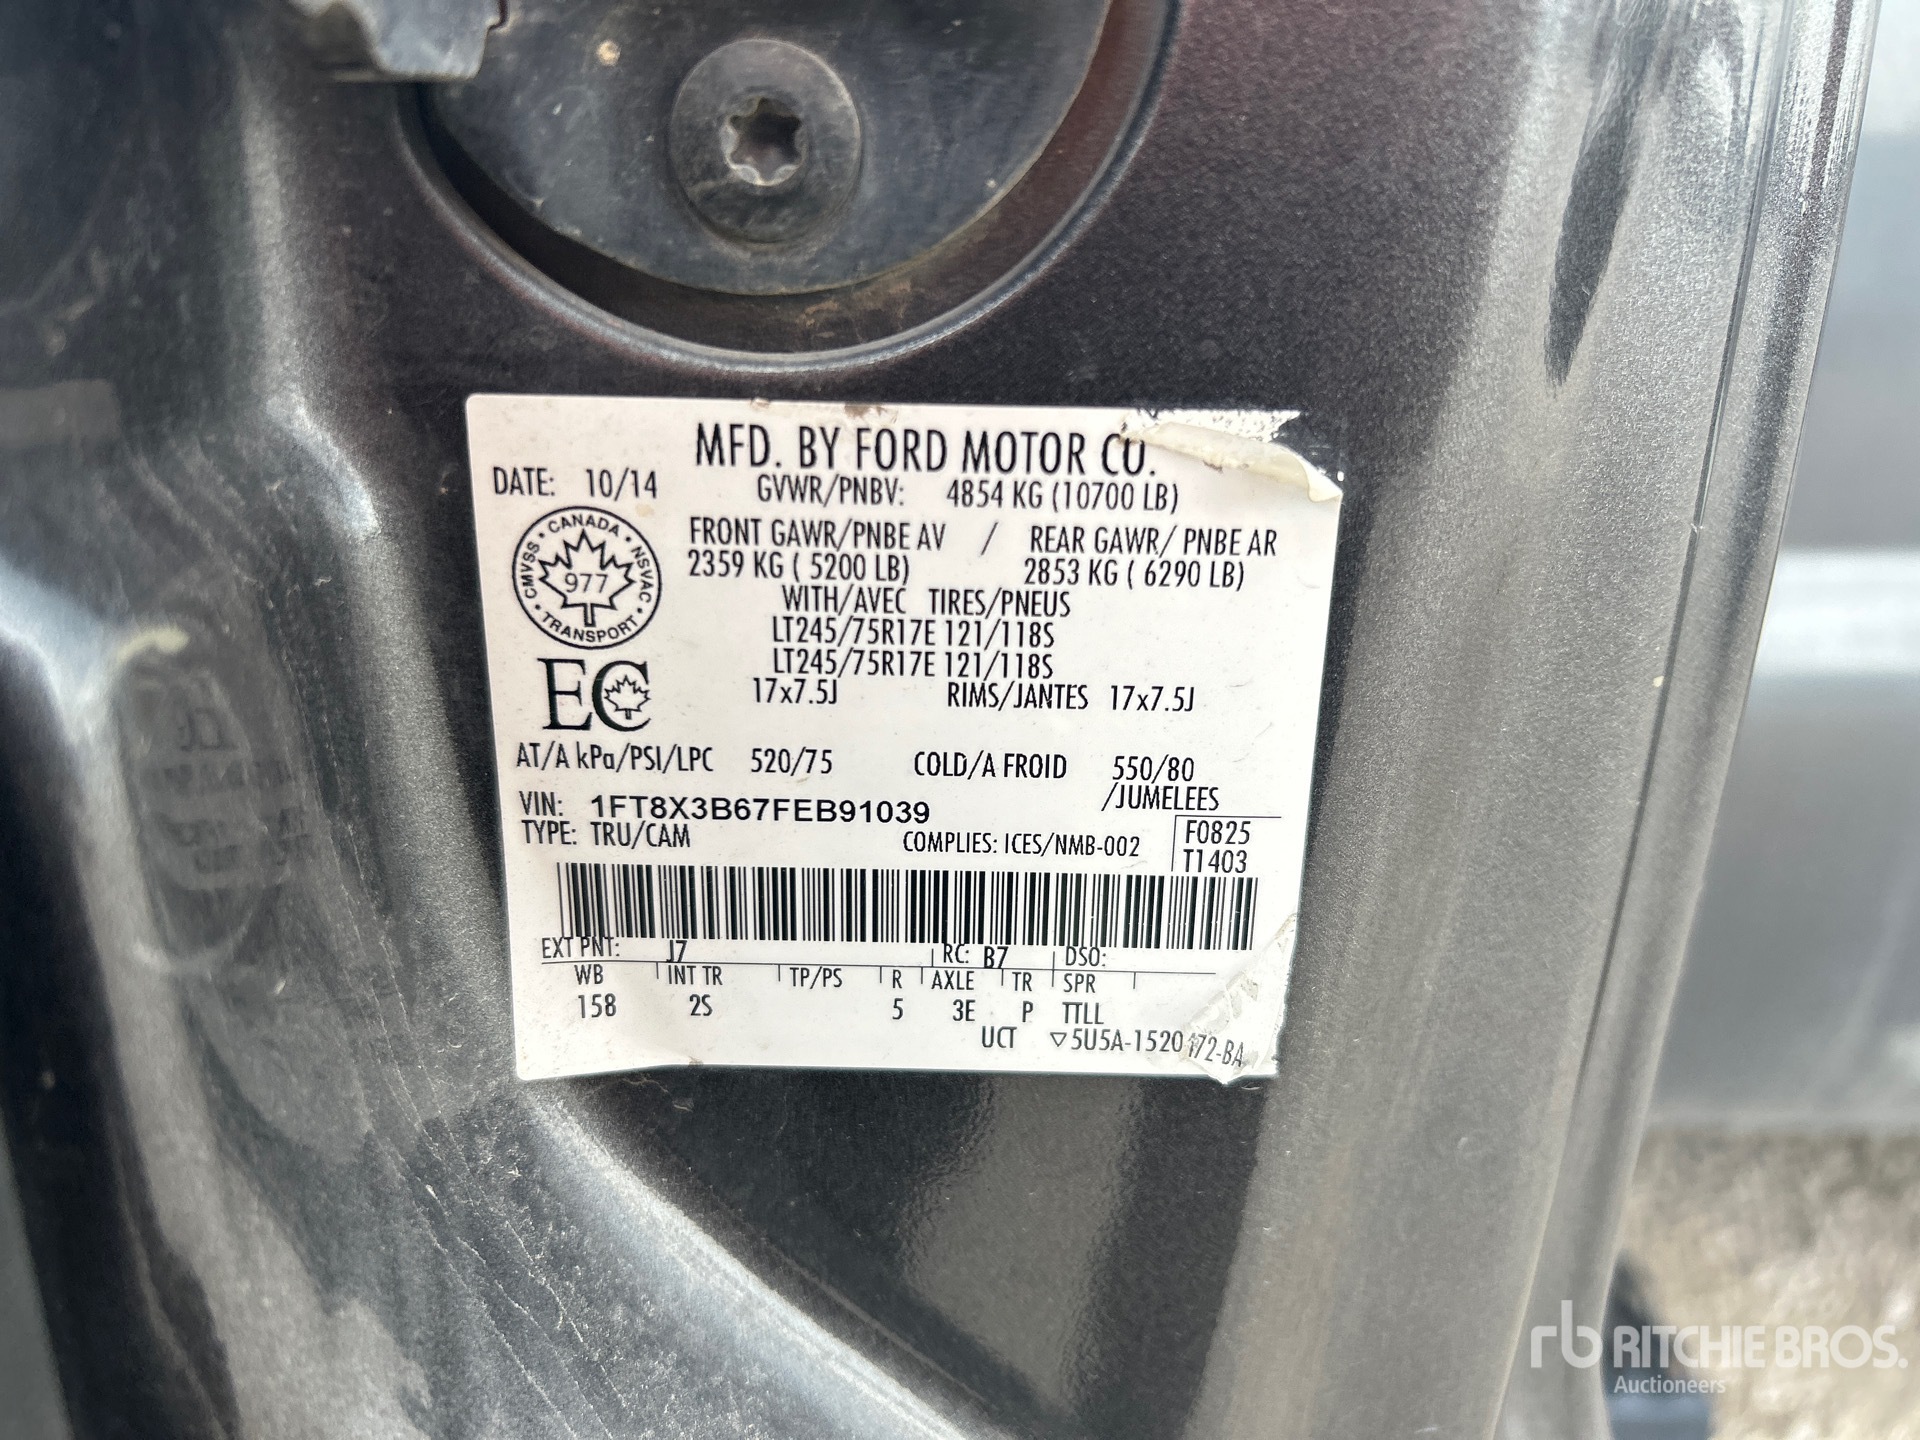 MFD. BY FORD MOTOR CO.
DATE: 10/14 GVWR/PNBV: 4854 KG (10700 LB)
FRONT GAWR/PNBE AV / REAR GAWR/ PNBE AR
2359 KG ( 5200 LB) 2853 KG ( 6290 LB)
WITH/AVEC TIRES/PNEUS
LT245/75R17E 121/118S
LT245/75R17E 121/118S
17x7.5J RIMS/JANTES 17x7.5J
CANADA • NSVAC • TRANSPORT • CMVSS •
977
EC
AT/A kPa/PSI/LPC 520/75 COLD/A FROID 550/80
/JUMELEES
VIN: 1FT8X3B67FEB91039
TYPE: TRU/CAM COMPLIES: ICES/NMB-002
F0825
T1403
EXT PNT: J7 RC: B7 DSO:
WB INT TR TP/PS R AXLE TR SPR
158 2S 5 3E P TTLL
UCT ▽5U5A-1520472-BA
rb RITCHIE BROS.
Auctioneers